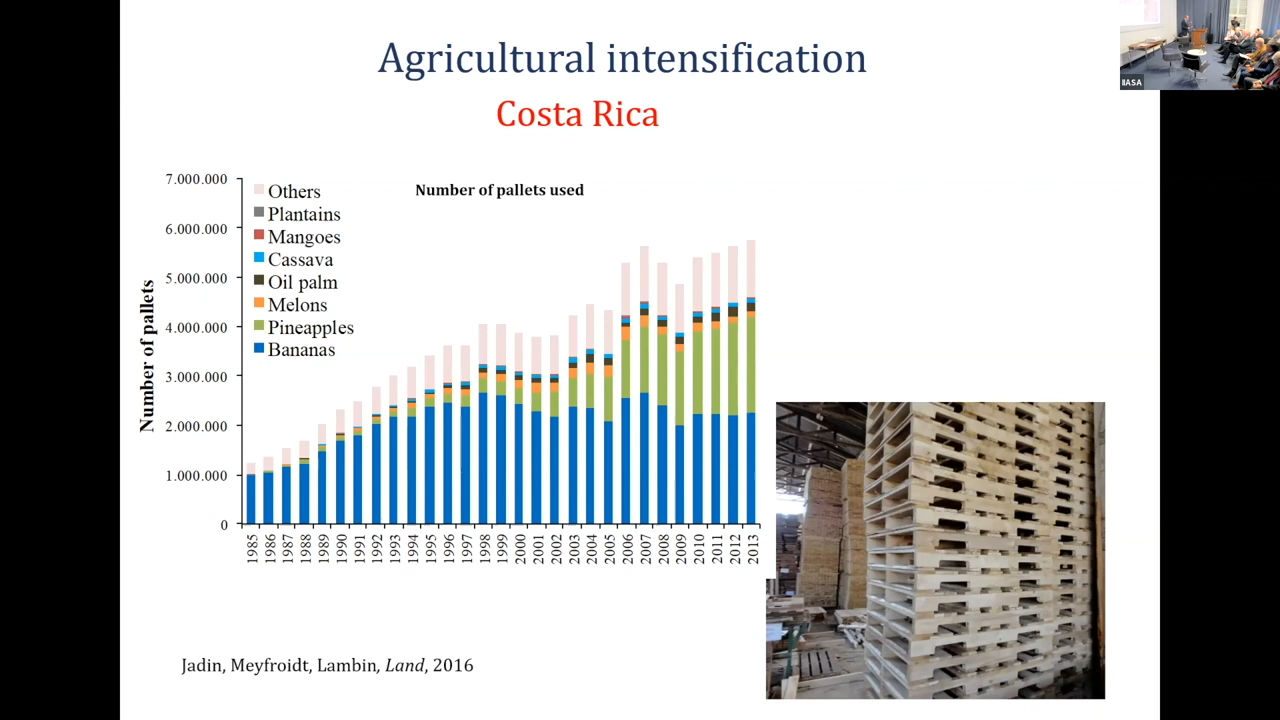 Agricultural intensification
Costa Rica
IIASA
Number of pallets used
Number of pallets
7.000.000
6.000.000
5.000.000
4.000.000
3.000.000
2.000.000
1.000.000
0
Others
Plantains
Mangoes
Cassava
Oil palm
Melons
Pineapples
Bananas
1985
1986
1987
1988
1989
1990
1991
1992
1993
1994
1995
1996
1997
1998
1999
2000
2001
2002
2003
2004
2005
2006
2007
2008
2009
2010
2011
2012
2013
Jadin, Meyfroidt, Lambin, Land, 2016